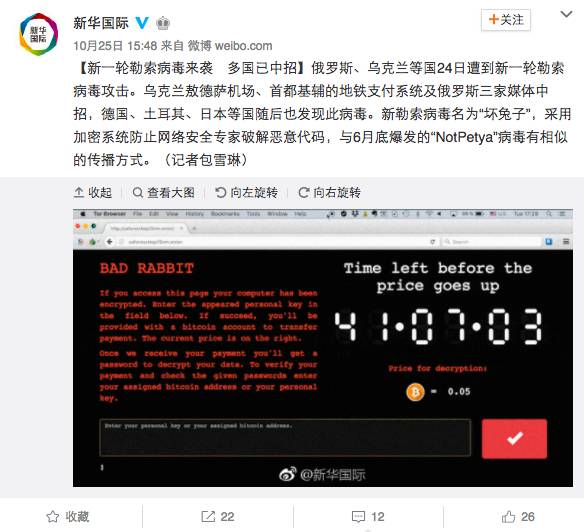 新华国际
新华国际
+关注
10月25日 15:48 来自 微博 weibo.com
【新一轮勒索病毒来袭 多国已中招】俄罗斯、乌克兰等国24日遭到新一轮勒索
病毒攻击。乌克兰敖德萨机场、首都基辅的地铁支付系统及俄罗斯三家媒体中
招，德国、土耳其、日本等国随后也发现此病毒。新勒索病毒名为“坏兔子”，采用
加密系统防止网络安全专家破解恶意代码，与6月底爆发的“NotPetya”病毒有相似
的传播方式。（记者包雪琳）
收起 查看大图 向左旋转 向右旋转
Tor Browser File Edit View History Bookmarks Tools Window Help
Tue 17:29
Search
BAD RABBIT
If you access this page your computer has been
encrypted. Enter the appeared personal key in
the field below. If succeed, you'll be
provided with a bitcoin account to transfer
payment. The current price is on the right.
Once we receive your payment you'll get a
password to decrypt your data. To verify your
payment and check the given passwords enter
your assigned bitcoin address or your personal
key.
Time left before the
price goes up
41·07·03
Price for decryption:
= 0.05
Enter your personal key or your assigned bitcoin address.
@新华国际
收藏 22 12 26